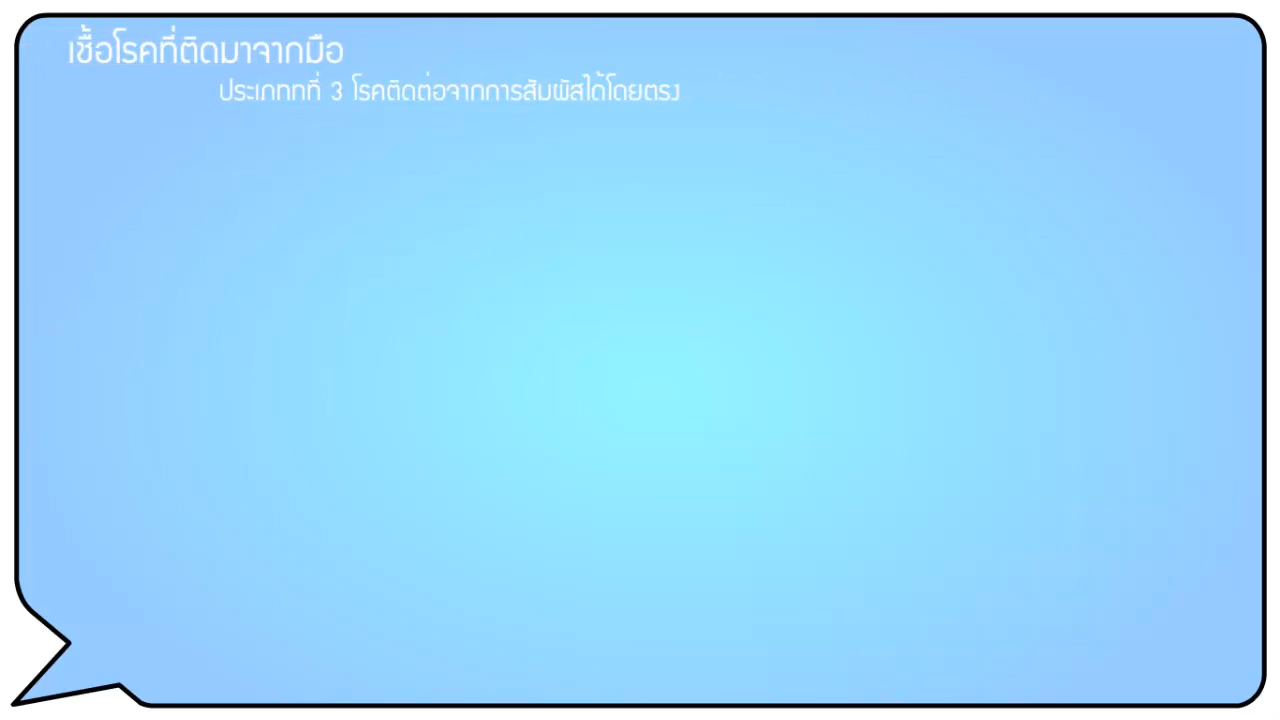 เชื้อโรคที่ติดมาจากมือ
ประเภทที่ 3 โรคติดต่อจากการสัมผัสได้โดยตรง